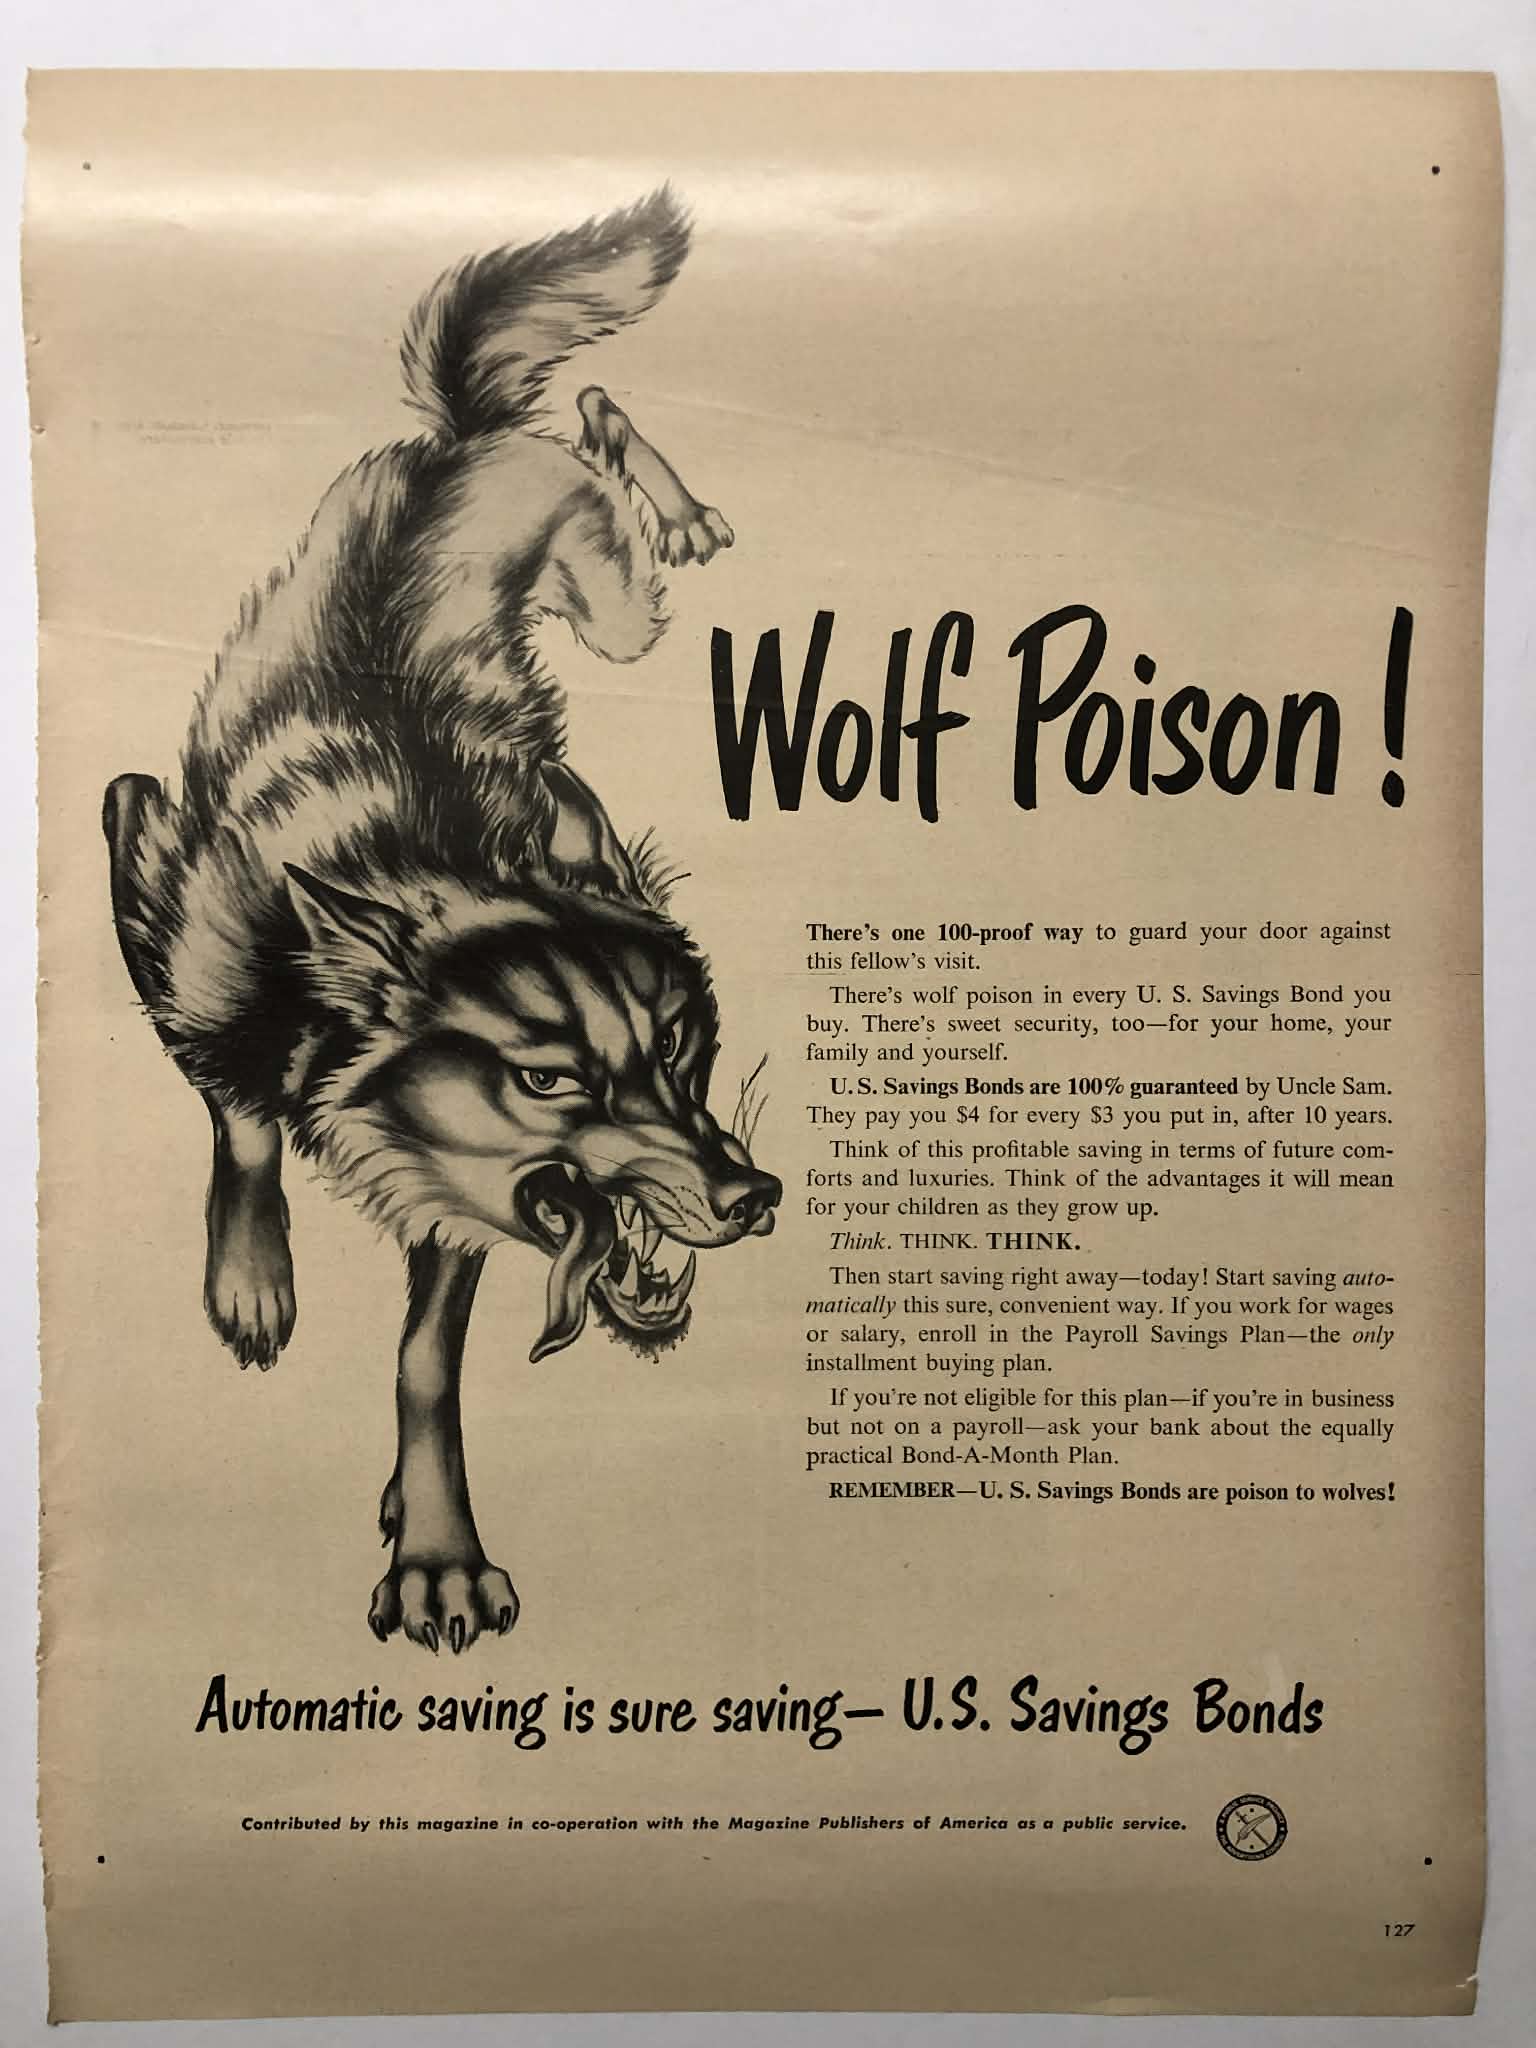 Wolf Poison!
There's one 100-proof way to guard your door against
this fellow's visit.
There's wolf poison in every U. S. Savings Bond you
buy. There's sweet security, too—for your home, your
family and yourself.
U. S. Savings Bonds are 100% guaranteed by Uncle Sam.
They pay you $4 for every $3 you put in, after 10 years.
Think of this profitable saving in terms of future com-
forts and luxuries. Think of the advantages it will mean
for your children as they grow up.
Think. THINK. THINK.
Then start saving right away—today! Start saving auto-
matically this sure, convenient way. If you work for wages
or salary, enroll in the Payroll Savings Plan—the only
installment buying plan.
If you're not eligible for this plan—if you're in business
but not on a payroll—ask your bank about the equally
practical Bond-A-Month Plan.
REMEMBER—U. S. Savings Bonds are poison to wolves!
Automatic saving is sure saving— U.S. Savings Bonds
Contributed by this magazine in co-operation with the Magazine Publishers of America as a public service.
127